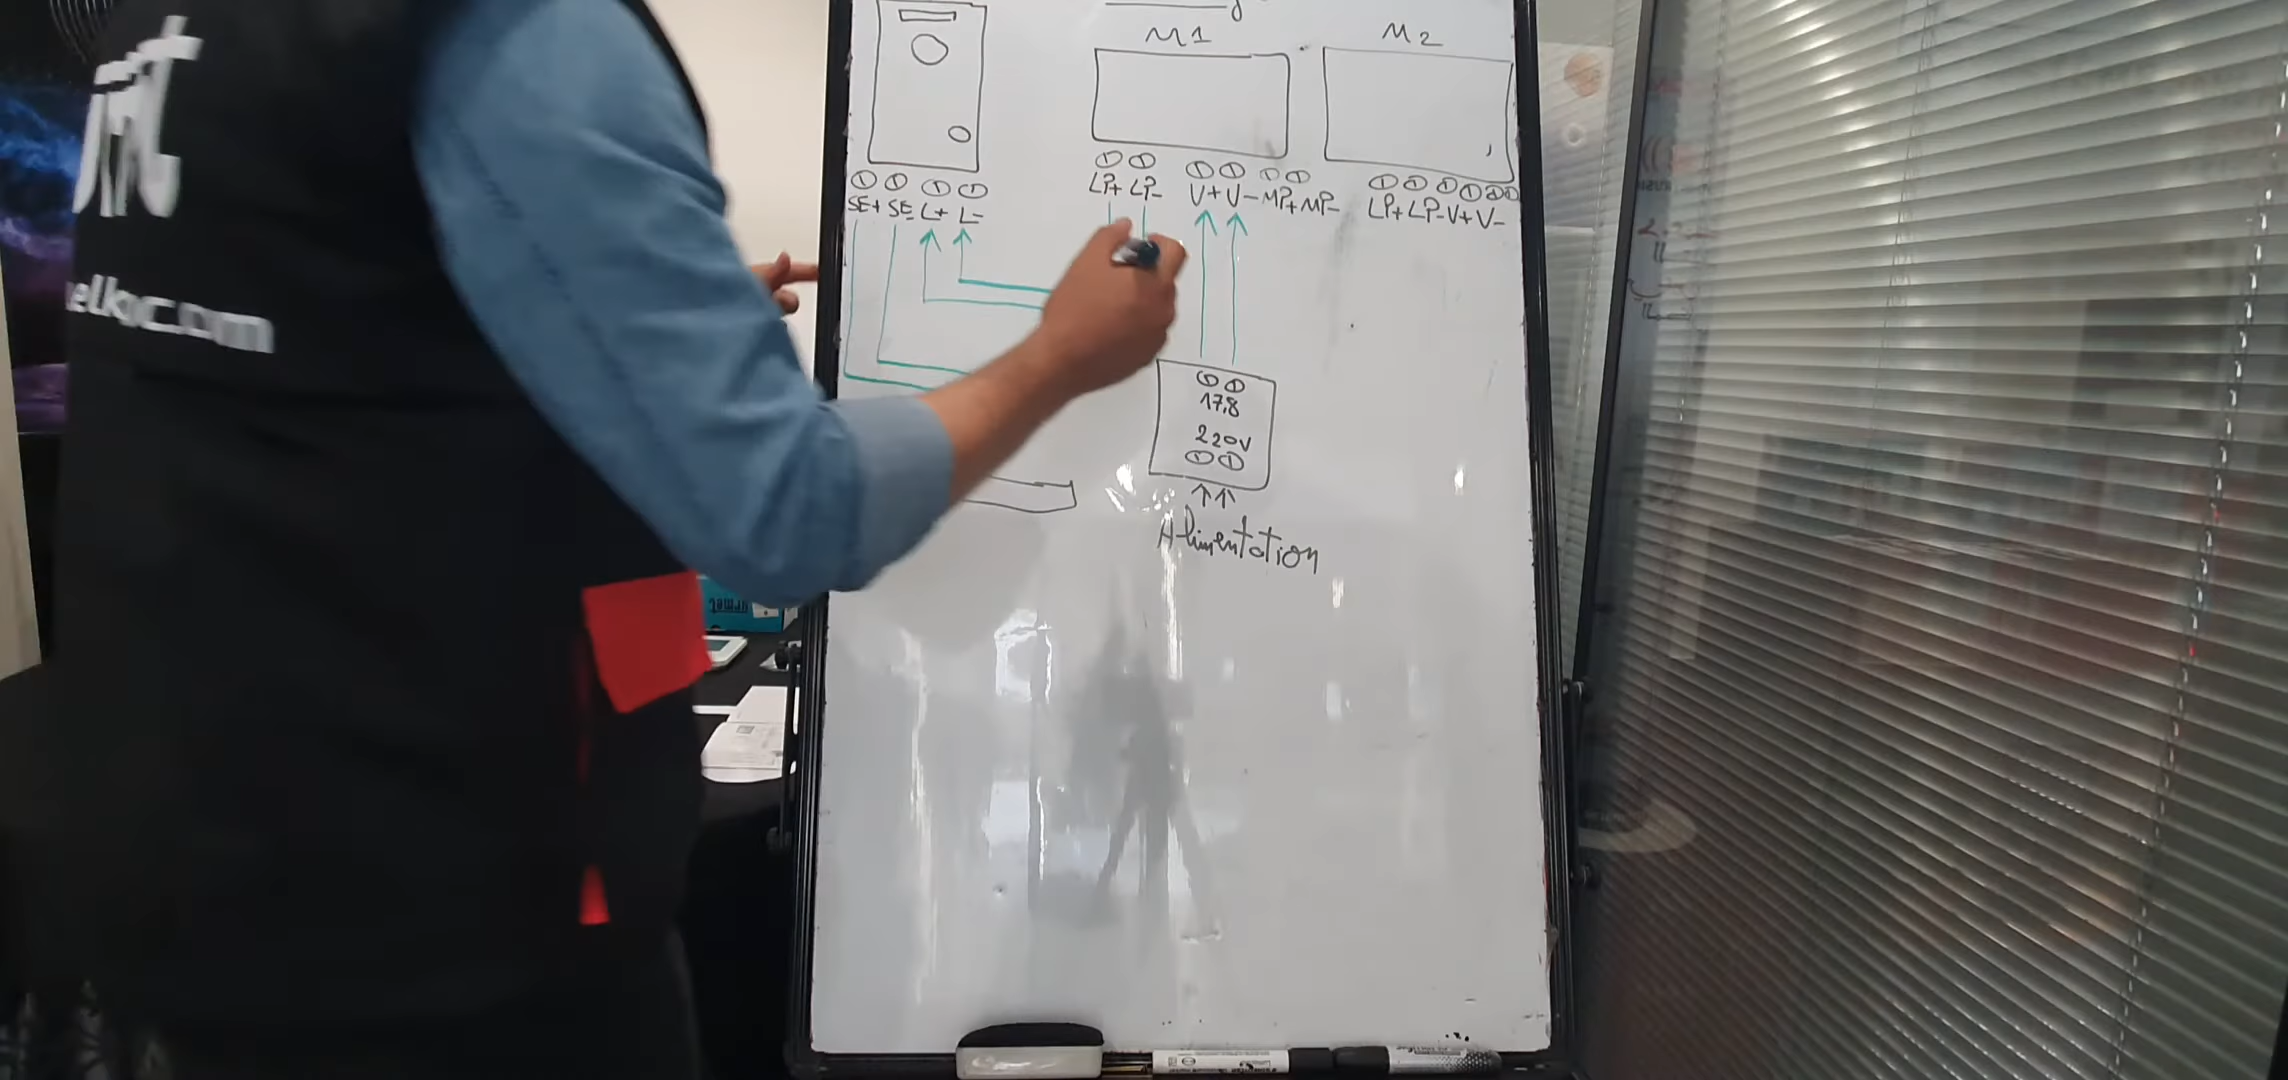 M1
M2
SE+ SE- L+ L-
LP+ LP-
V+ V- MP+ MP-
LP+ LP- V+ V-
17,8
220V
Alimentation